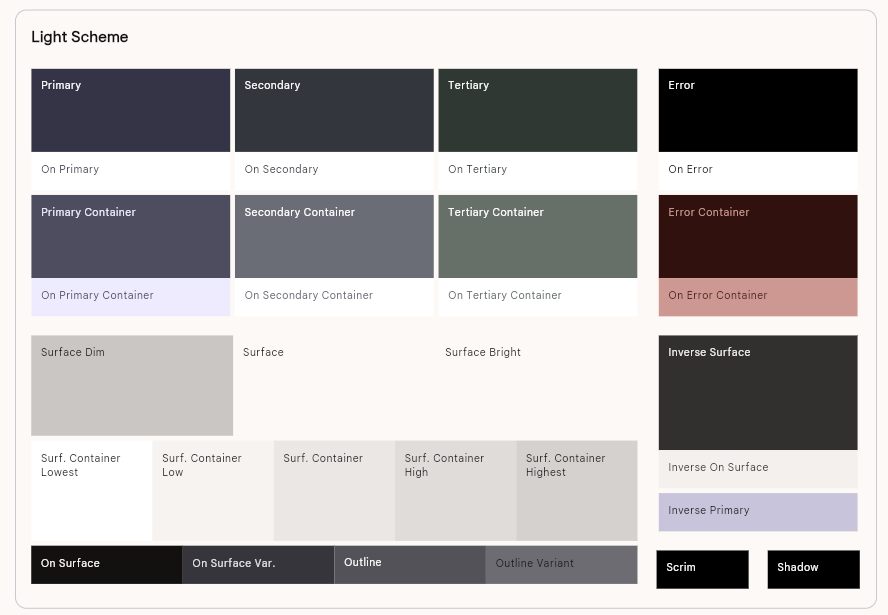 Light Scheme
Primary
Secondary
Tertiary
Error
On Primary
On Secondary
On Tertiary
On Error
Primary Container
Secondary Container
Tertiary Container
Error Container
On Primary Container
On Secondary Container
On Tertiary Container
On Error Container
Surface Dim
Surface
Surface Bright
Inverse Surface
Surf. Container
Lowest
Surf. Container
Low
Surf. Container
Surf. Container
High
Surf. Container
Highest
Inverse On Surface
Inverse Primary
On Surface
On Surface Var.
Outline
Outline Variant
Scrim
Shadow